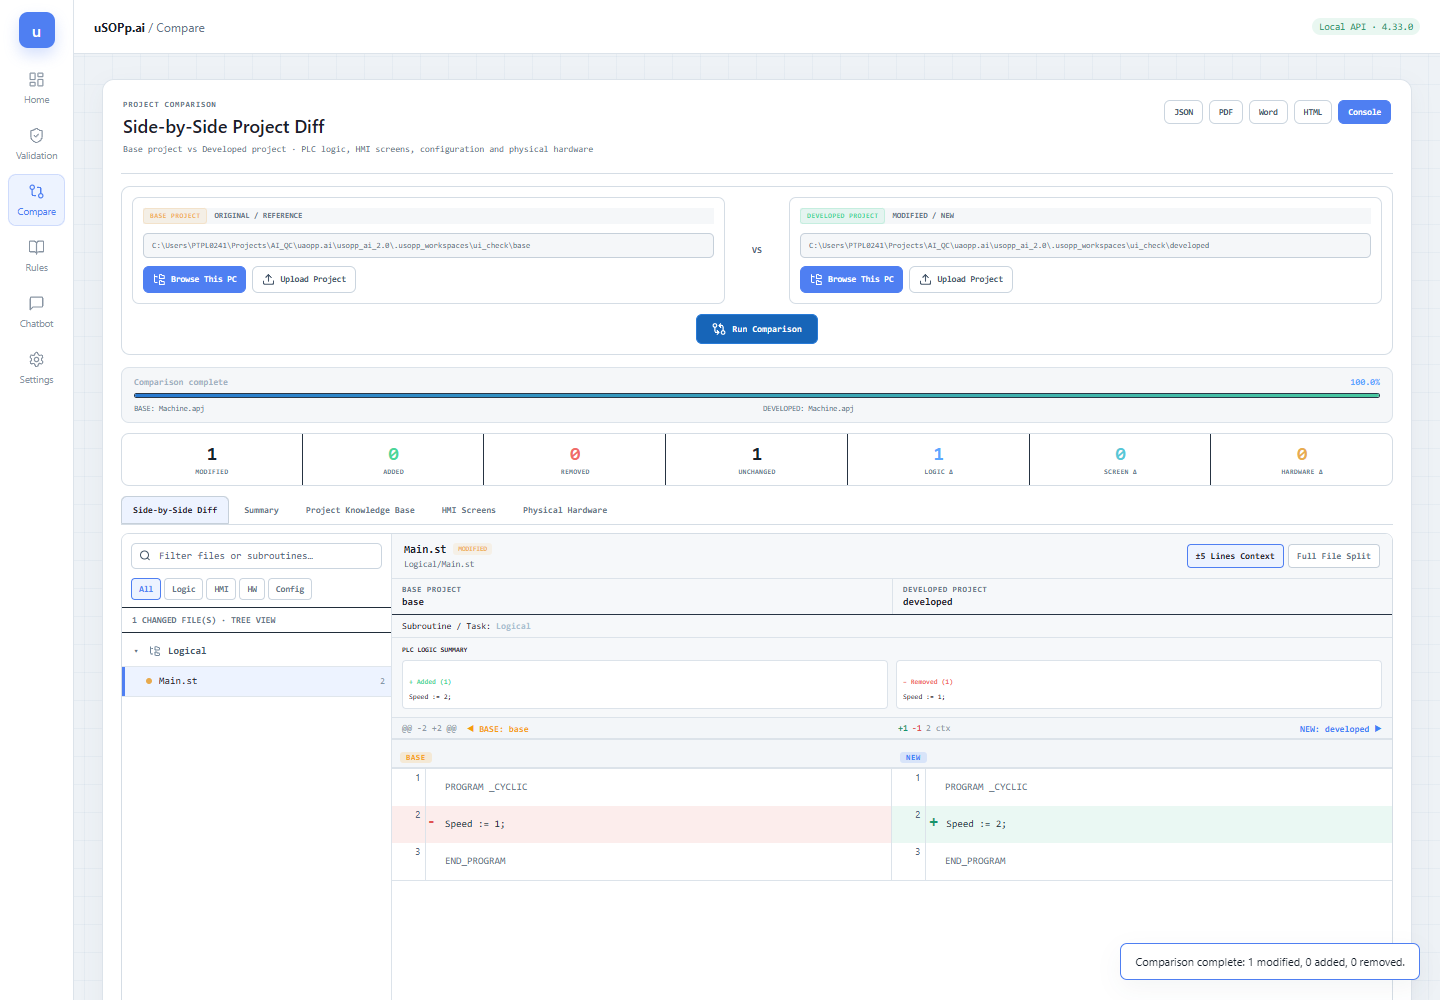 u
uSOPp.ai / Compare
Local API · 4.33.0
Home
Validation
Compare
Rules
Chatbot
Settings
PROJECT COMPARISON
Side-by-Side Project Diff
Base project vs Developed project - PLC logic, HMI screens, configuration and physical hardware
JSON
PDF
Word
HTML
Console
BASE PROJECT ORIGINAL / REFERENCE
C:\Users\PTPL0241\Projects\AI_QC\uaopp.ai\usopp_ai_2.0\.usopp_workspaces\ui_check\base
Browse This PC
Upload Project
VS
DEVELOPED PROJECT MODIFIED / NEW
C:\Users\PTPL0241\Projects\AI_QC\uaopp.ai\usopp_ai_2.0\.usopp_workspaces\ui_check\developed
Browse This PC
Upload Project
Run Comparison
Comparison complete 100.0%
BASE: Machine.apj DEVELOPED: Machine.apj
1 MODIFIED
0 ADDED
0 REMOVED
1 UNCHANGED
1 LOGIC Δ
0 SCREEN Δ
0 HARDWARE Δ
Side-by-Side Diff
Summary
Project Knowledge Base
HMI Screens
Physical Hardware
Filter files or subroutines…
All
Logic
HMI
HW
Config
1 CHANGED FILE(S) · TREE VIEW
Logical
Main.st 2
Main.st MODIFIED
Logical/Main.st
±5 Lines Context
Full File Split
BASE PROJECT
base
DEVELOPED PROJECT
developed
Subroutine / Task: Logical
PLC LOGIC SUMMARY
+ Added (1)
Speed := 2;
− Removed (1)
Speed := 1;
@@ -2 +2 @@ ◀ BASE: base +1 -1 2 ctx NEW: developed ▶
BASE
NEW
1 PROGRAM _CYCLIC
1 PROGRAM _CYCLIC
2 - Speed := 1;
2 + Speed := 2;
3 END_PROGRAM
3 END_PROGRAM
Comparison complete: 1 modified, 0 added, 0 removed.